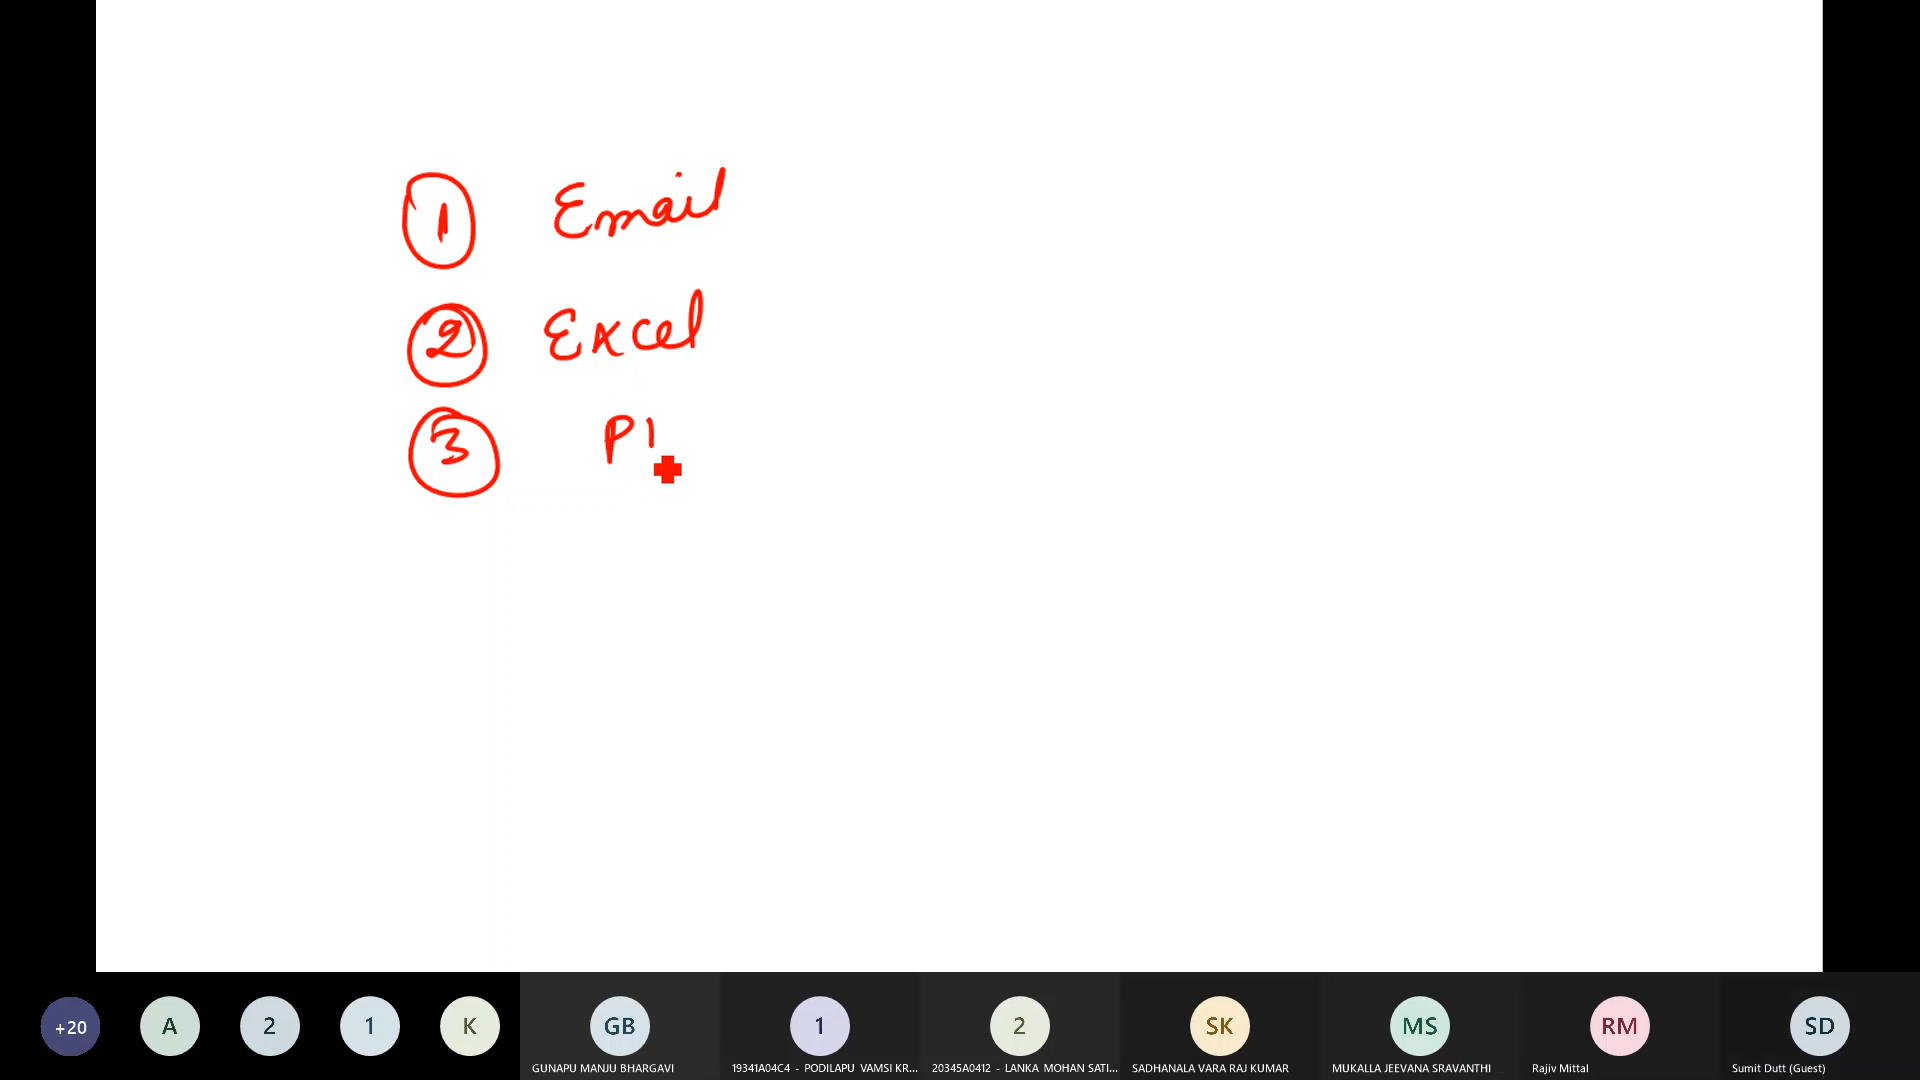 1 Email
2 Excel
3 P
+20 A 2 1 K GB 1 2 SK MS RM SD
GUNAPU MANJU BHARGAVI 19341A04C4 - PODILAPU VAMSI KR... 20345A0412 - LANKA MOHAN SATI... SADHANALA VARA RAJ KUMAR MUKALLA JEEVANA SRAVANTHI Rajiv Mittal Sumit Dutt (Guest)